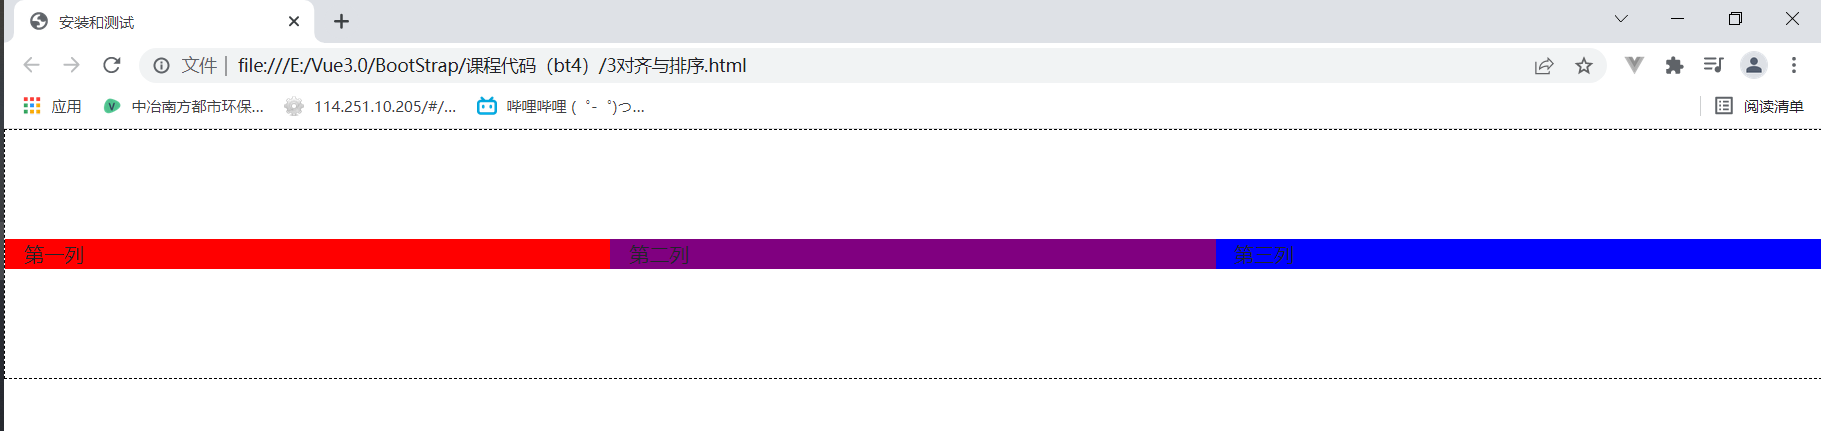 安装和测试
文件 | file:///E:/Vue3.0/BootStrap/课程代码（bt4）/3对齐与排序.html
应用 中冶南方都市环保... 114.251.10.205/#/... 哔哩哔哩 (゜-゜)つ... 阅读清单
第一列 第二列 第三列